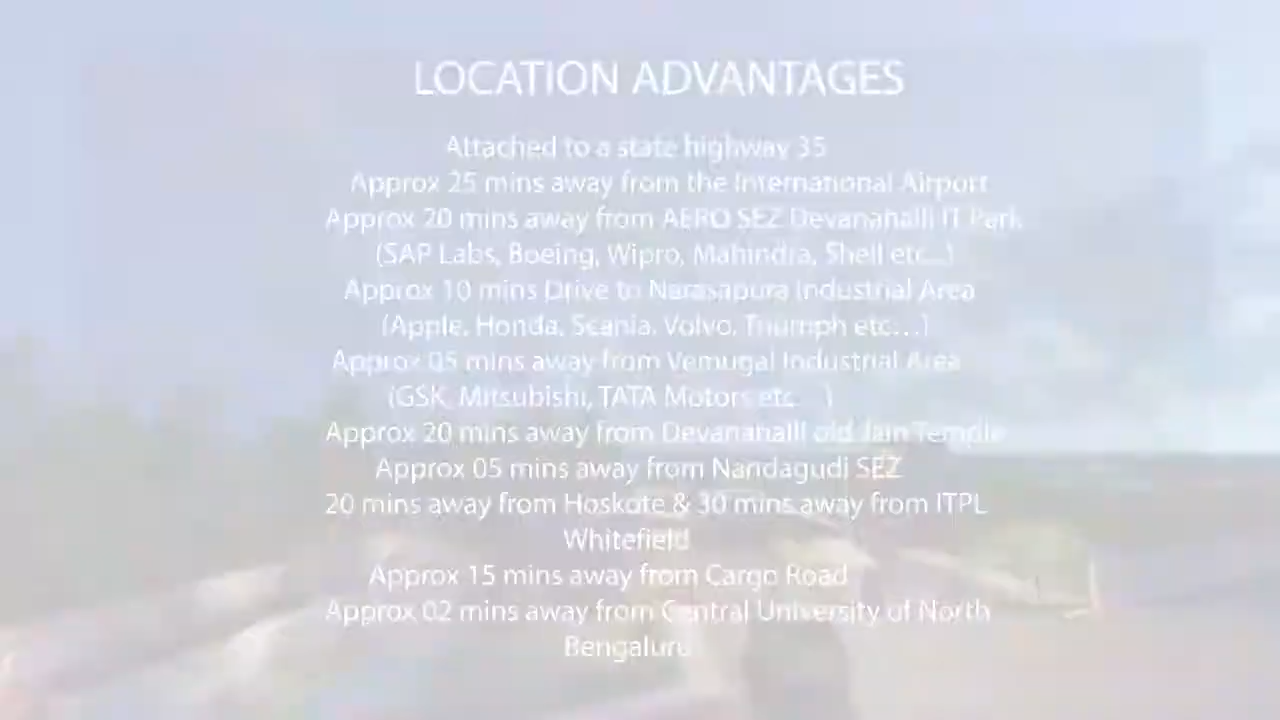 LOCATION ADVANTAGES
Attached to a state highway 35
Approx 25 mins away from the International Airport
Approx 20 mins away from AERO SEZ Devanahalli IT Park
(SAP Labs, Boeing, Wipro, Mahindra, Shell etc...)
Approx 10 mins Drive to Narasapura Industrial Area
(Apple, Honda, Scania, Volvo, Triumph etc...)
Approx 05 mins away from Vemugal Industrial Area
(GSK, Mitsubishi, TATA Motors etc...)
Approx 20 mins away from Devanahalli old Jain Temple
Approx 05 mins away from Nandagudi SEZ
20 mins away from Hoskote & 30 mins away from ITPL
Whitefield
Approx 15 mins away from Cargo Road
Approx 02 mins away from Central University of North
Bengaluru